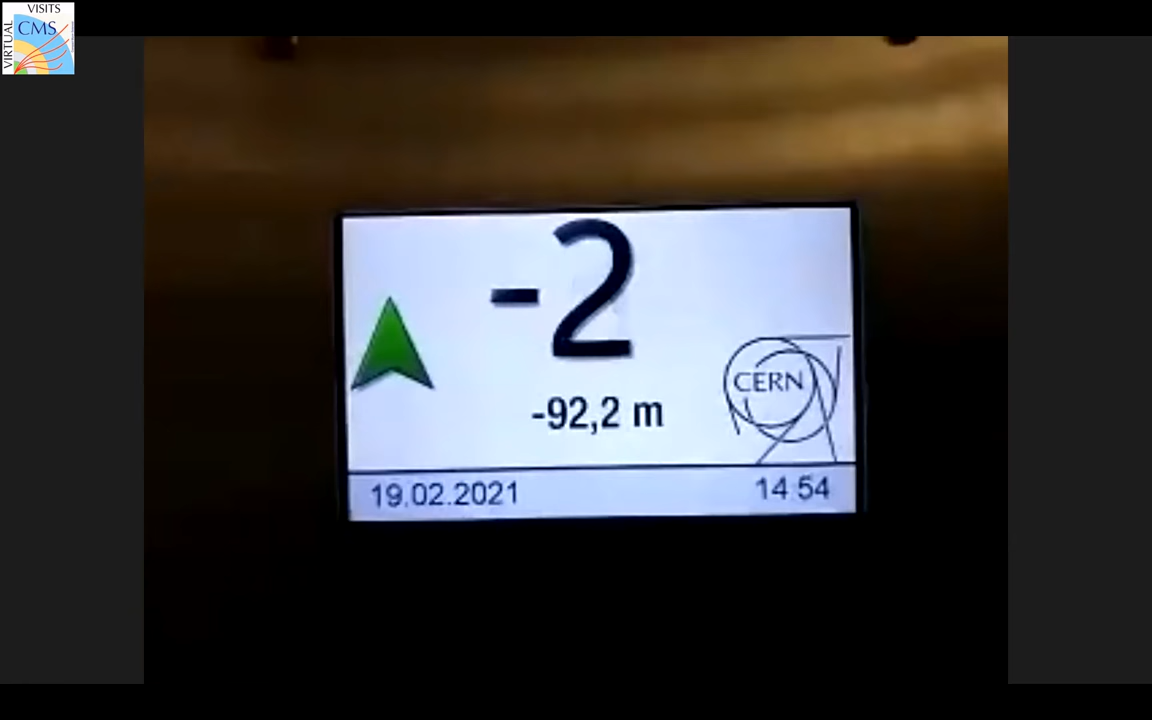 VISITS
VIRTUAL
CMS
-2
-92,2 m
CERN
19.02.2021
14 54